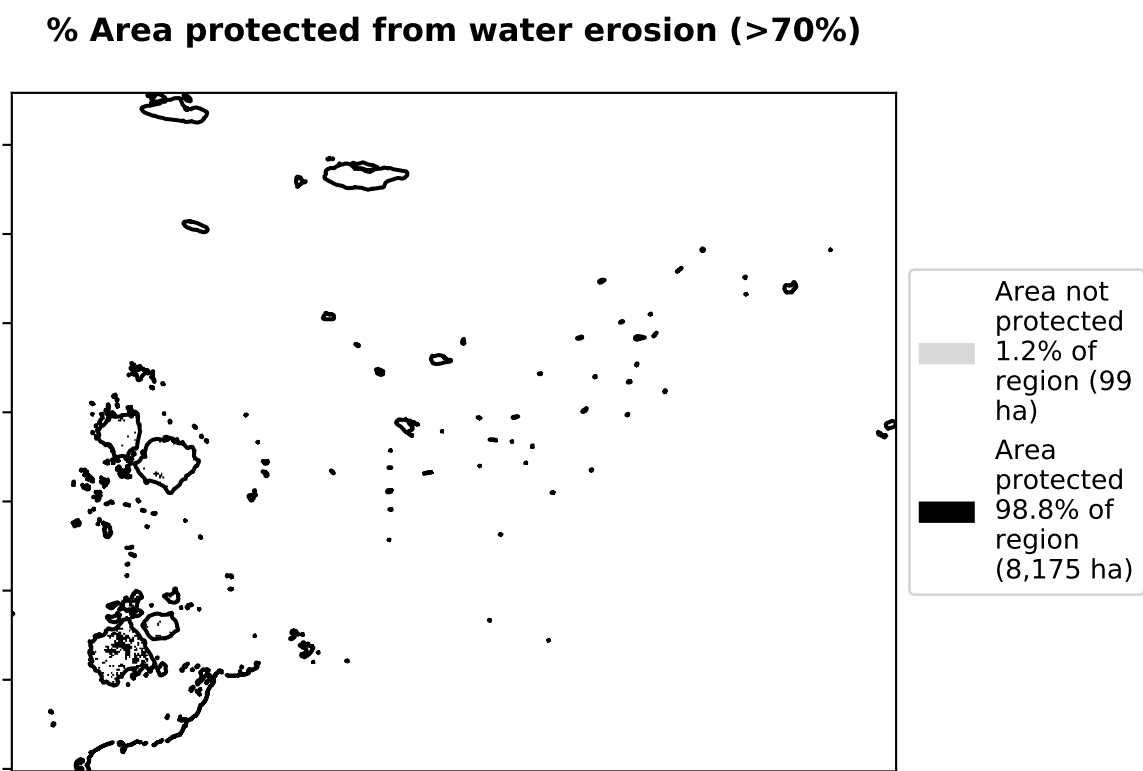 % Area protected from water erosion (>70%)
Area not
protected
1.2% of
region (99
ha)
Area
protected
98.8% of
region
(8,175 ha)